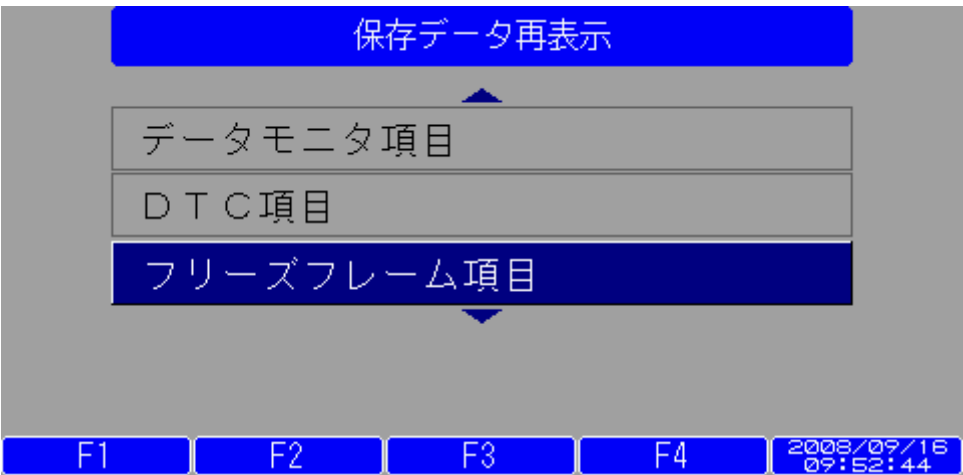 保存データ再表示
データモニタ項目
DTC項目
フリーズフレーム項目
F1 F2 F3 F4 2008/09/16
09:52:44